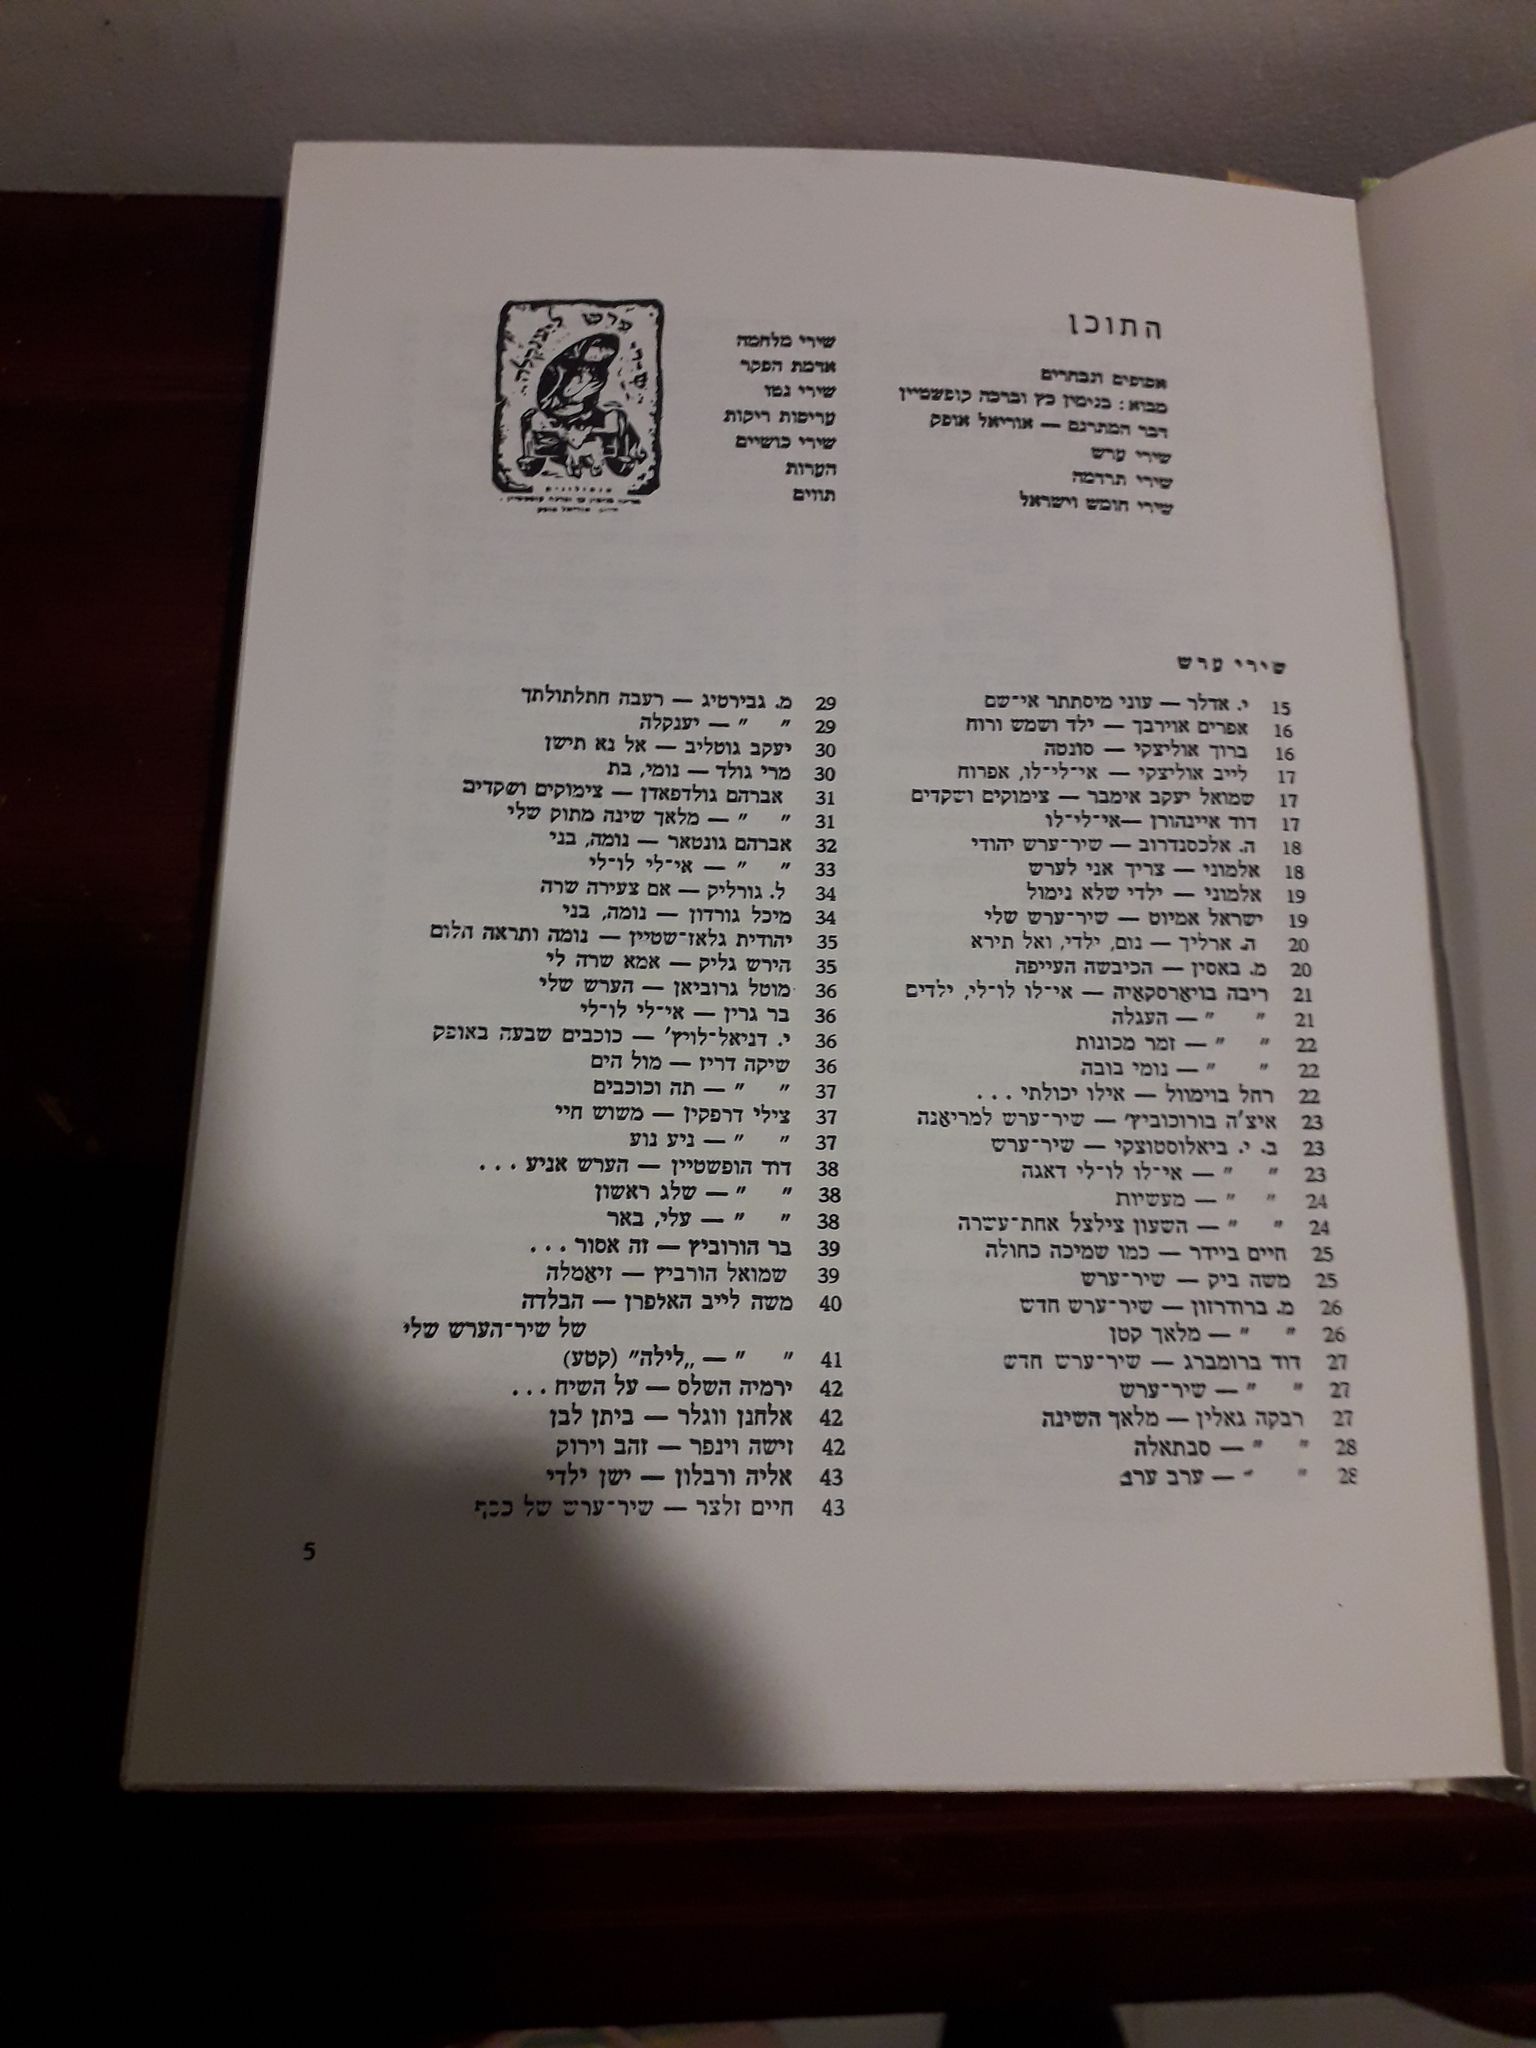 התוכן
אסופים ונבחרים
מבוא: בנימין כץ וברכה קופשטיין
דבר המתרגם — אוריאל אופק
שירי ערש
שירי תרדמה
שירי חומש וישראל
שירי מלחמה
אדמת הפקר
שירי גטו
עריסות ריקות
שירי כושיים
הערות
תווים
שירי ערש
15 י. אדלר — עוני מיסתתר אי־שם
16 אפרים אוירבך — ילד ושמש ורוח
16 ברוך אוליצקי — סונטה
17 לייב אוליצקי — אי־לי־לו, אפרוח
17 שמואל יעקב אימבר — צימוקים ושקדים
17 דוד איינהורן —אי־לי־לו
18 ה. אלכסנדרוב — שיר־ערש יהודי
18 אלמוני — צריך אני לערש
19 אלמוני — ילדי שלא נימול
19 ישראל אמיוט — שיר־ערש שלי
20 ה. ארליך — נום, ילדי, ואל תירא
20 מ. באסין — הכיבשה העייפה
21 ריבה בויארסקאיה — אי־לו לו־לי, ילדים
21 " " — העגלה
22 " " — זמר מכונות
22 " " — נומי בובה
22 רחל בוימוול — אילו יכולתי ...
23 איצ'ה בורוכוביץ' — שיר־ערש למריאנה
23 ב. י. ביאלוסטוצקי — שיר־ערש
23 " " — אי־לו לו־לי דאגה
24 " " — מעשיות
24 " " — השעון צילצל אחת־עשרה
25 חיים ביידר — כמו שמיכה כחולה
25 משה ביק — שיר־ערש
26 מ. ברודרזון — שיר־ערש חדש
26 " " — מלאך קטן
27 דוד ברומברג — שיר־ערש חדש
27 " " — שיר־ערש
27 רבקה גאלין — מלאך השינה
28 " " — סבתאלה
28 " " — ערב ערב
29 מ. גבירטיג — רעבה חתלתולתך
29 " " — יענקלה
30 יעקב גוטליב — אל נא תישן
30 מרי גולד — נומי, בת
31 אברהם גולדפאדן — צימוקים ושקדים
31 " " — מלאך שינה מתוק שלי
32 אברהם גונטאר — נומה, בני
33 " " — אי־לי לו־לי
34 ל. גורליק — אם צעירה שרה
34 מיכל גורדון — נומה, בני
35 יהודית גלאז־שטיין — נומה ותראה חלום
35 הירש גליק — אמא שרה לי
36 מוטל גרוביאן — הערש שלי
36 בר גרין — אי־לי לו־לי
36 י. דניאל־לויץ' — כוכבים שבעה באופק
36 שיקה דריז — מול הים
37 " " — תה וכוכבים
37 צילי דרפקין — משוש חיי
37 " " — ניע נוע
38 דוד הופשטיין — הערש אניע ...
38 " " — שלג ראשון
38 " " — עלי, באר
39 בר הורוביץ — זה אסור ...
39 שמואל הורביץ — זיאמלה
40 משה לייב האלפרן — הבלדה
של שיר־הערש שלי
41 " " — „לילה" (קטע)
42 ירמיה השלס — על השיח ...
42 אלחנן ווגלר — ביתן לבן
42 זישה וינפר — זהב וירוק
43 אליה ורבלון — ישן ילדי
43 חיים זלצר — שיר־ערש של כסף
5